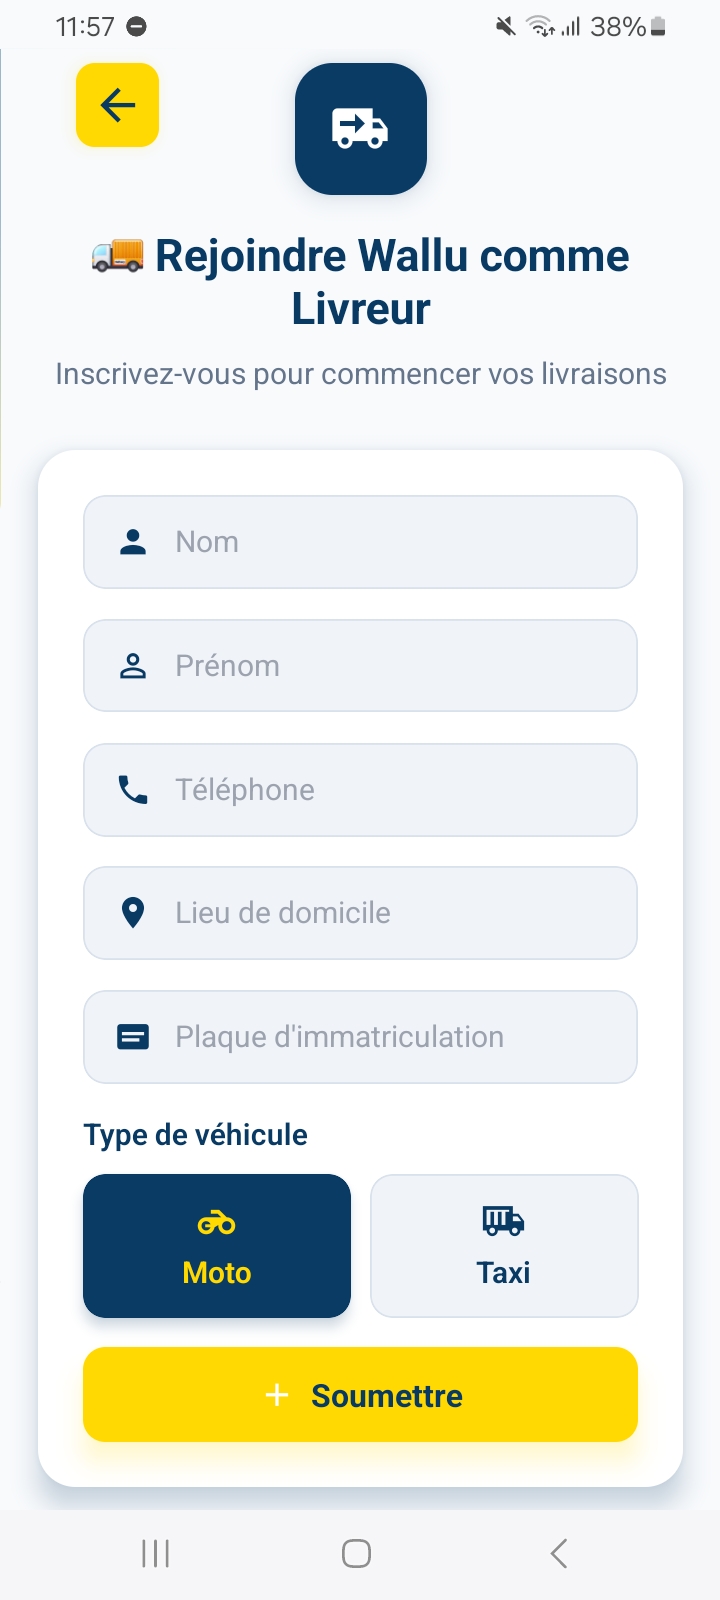 11:57
38%
🚚 Rejoindre Wallu comme
Livreur
Inscrivez-vous pour commencer vos livraisons
Nom
Prénom
Téléphone
Lieu de domicile
Plaque d'immatriculation
Type de véhicule
Moto
Taxi
+ Soumettre